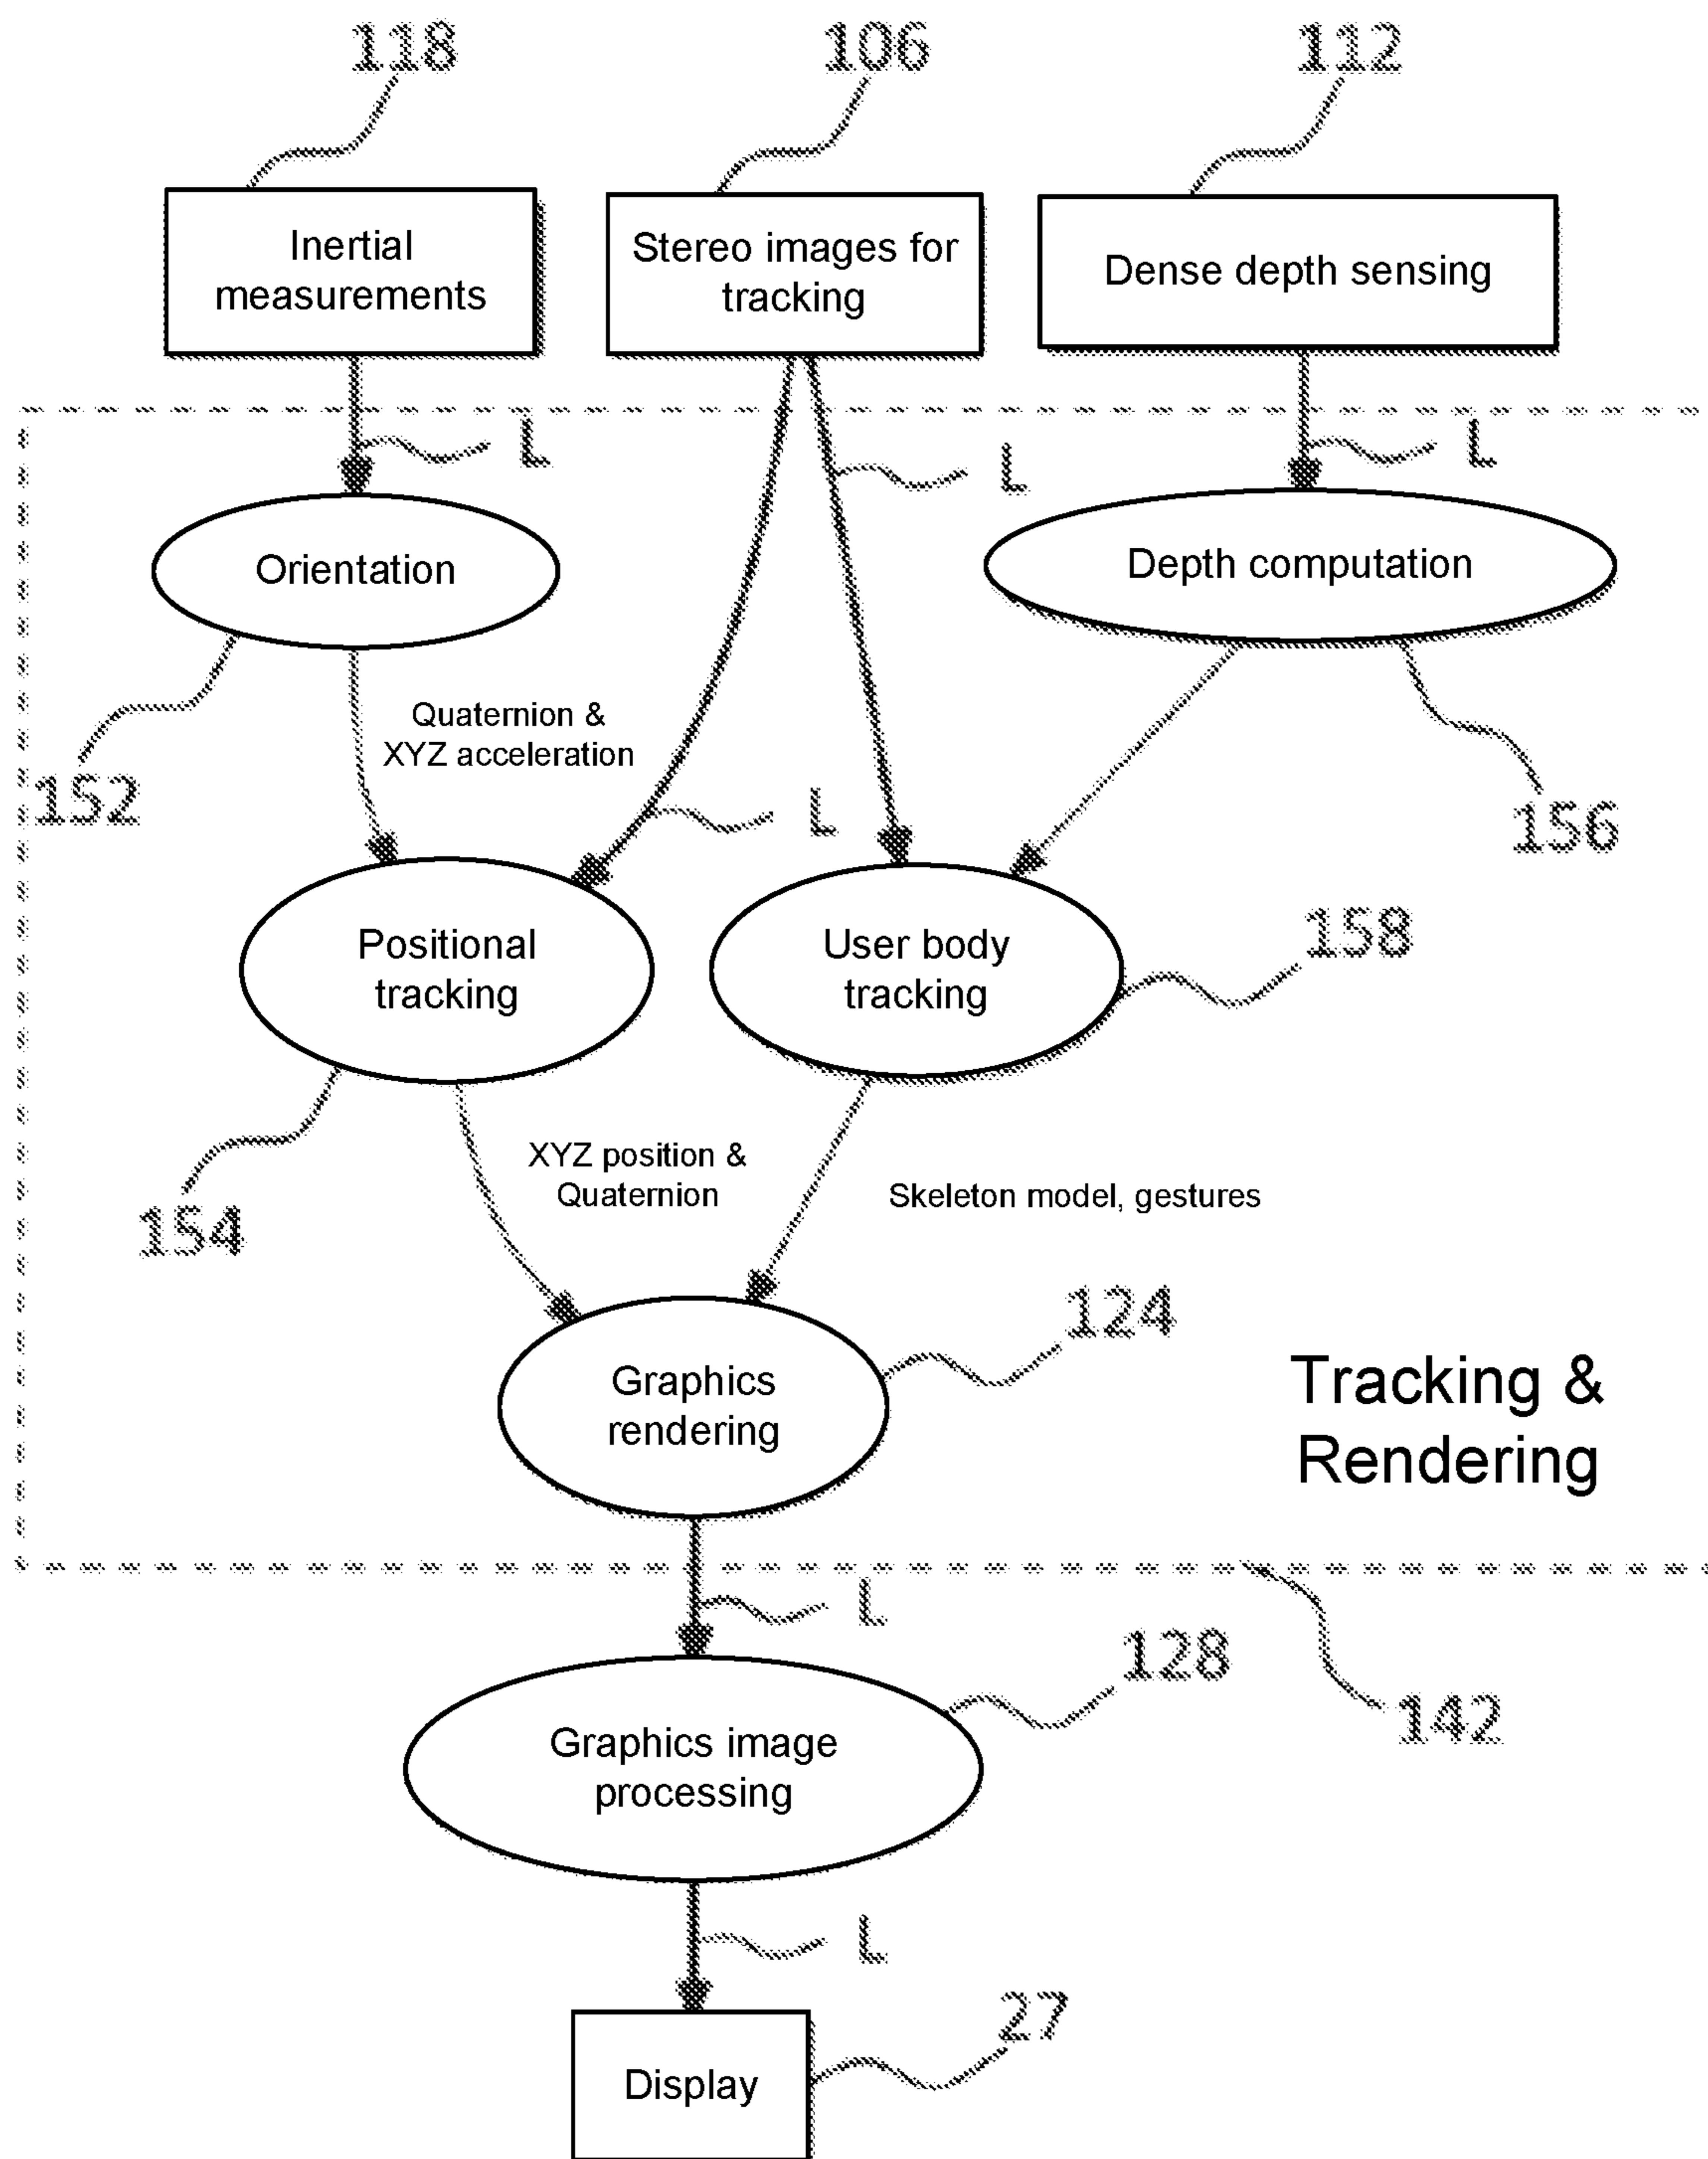 118
106
112
Inertial
measurements
Stereo images for
tracking
Dense depth sensing
L
L
L
Orientation
Depth computation
Quaternion &
XYZ acceleration
152
L
156
Positional
tracking
User body
tracking
158
XYZ position &
Quaternion
Skeleton model, gestures
154
124
Graphics
rendering
Tracking &
Rendering
L
128
142
Graphics image
processing
L
27
Display